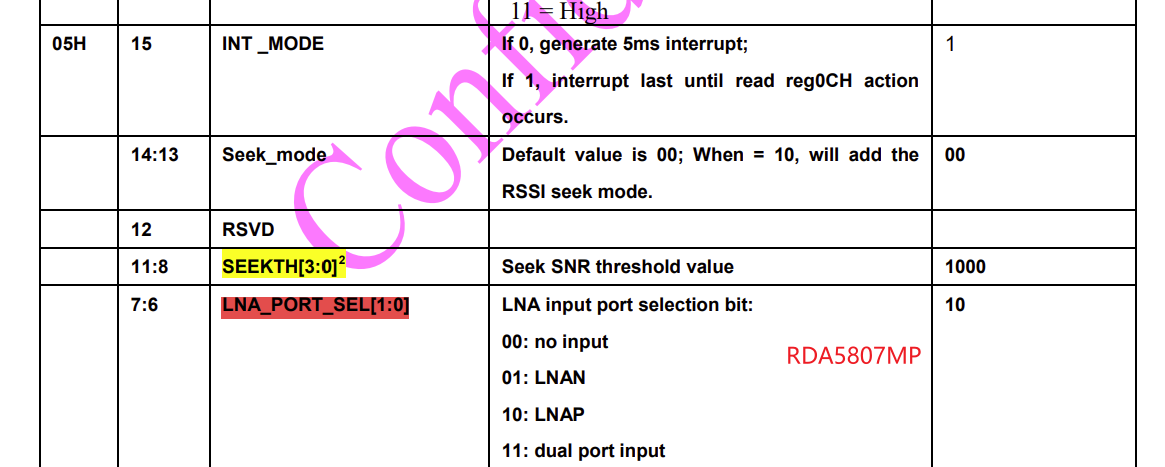 11 = High
05H 15 INT _MODE If 0, generate 5ms interrupt; 1
If 1, interrupt last until read reg0CH action
occurs.
14:13 Seek_mode Default value is 00; When = 10, will add the 00
RSSI seek mode.
12 RSVD
11:8 SEEKTH[3:0]² Seek SNR threshold value 1000
7:6 LNA_PORT_SEL[1:0] LNA input port selection bit: 10
00: no input
RDA5807MP
01: LNAN
10: LNAP
11: dual port input